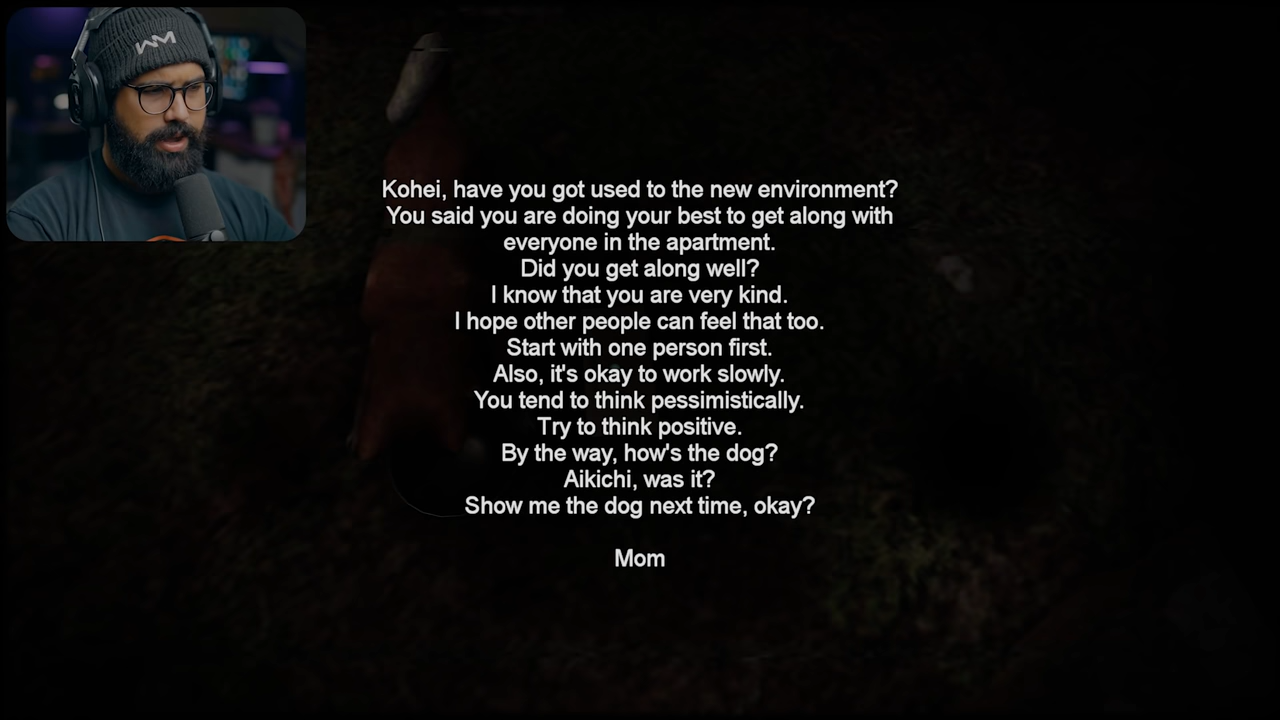 WM
Kohei, have you got used to the new environment?
You said you are doing your best to get along with
everyone in the apartment.
Did you get along well?
I know that you are very kind.
I hope other people can feel that too.
Start with one person first.
Also, it's okay to work slowly.
You tend to think pessimistically.
Try to think positive.
By the way, how's the dog?
Aikichi, was it?
Show me the dog next time, okay?
Mom